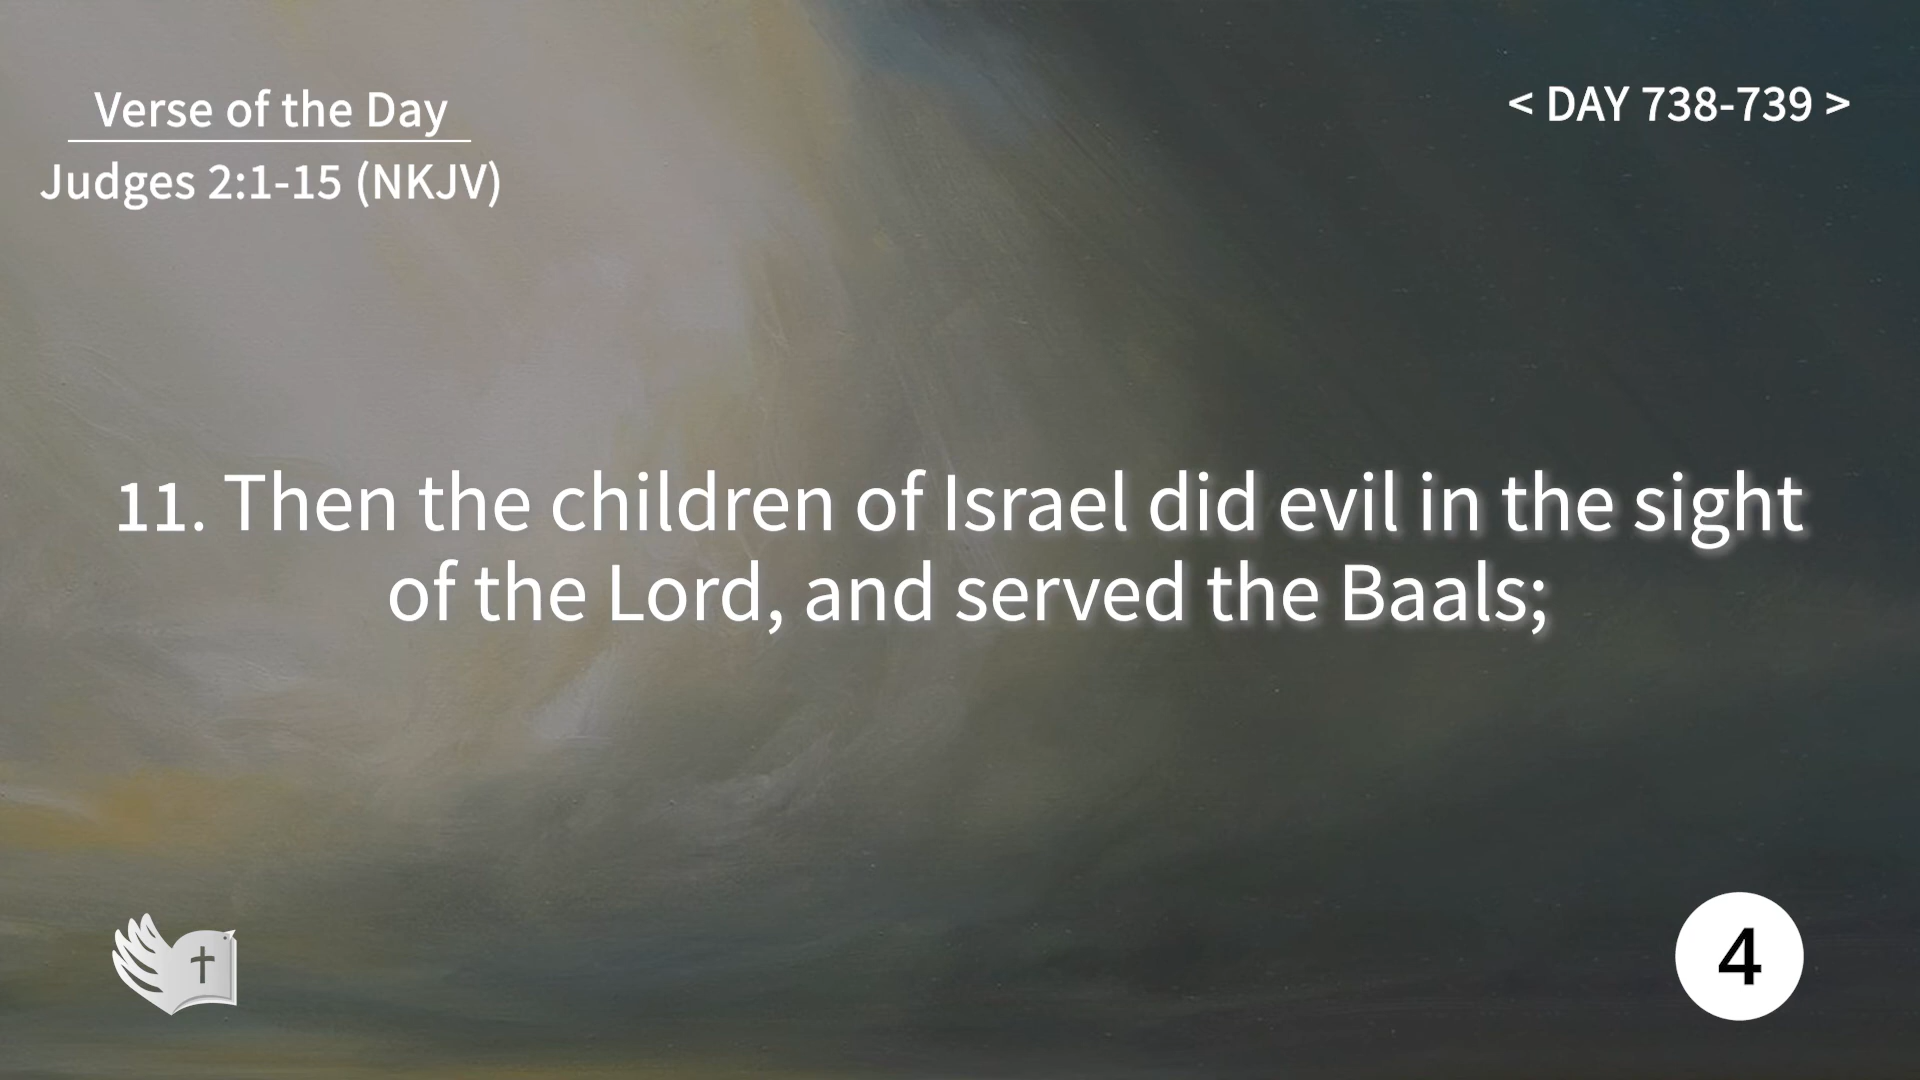 Verse of the Day
Judges 2:1-15 (NKJV)
< DAY 738-739 >
11. Then the children of Israel did evil in the sight
of the Lord, and served the Baals;
4